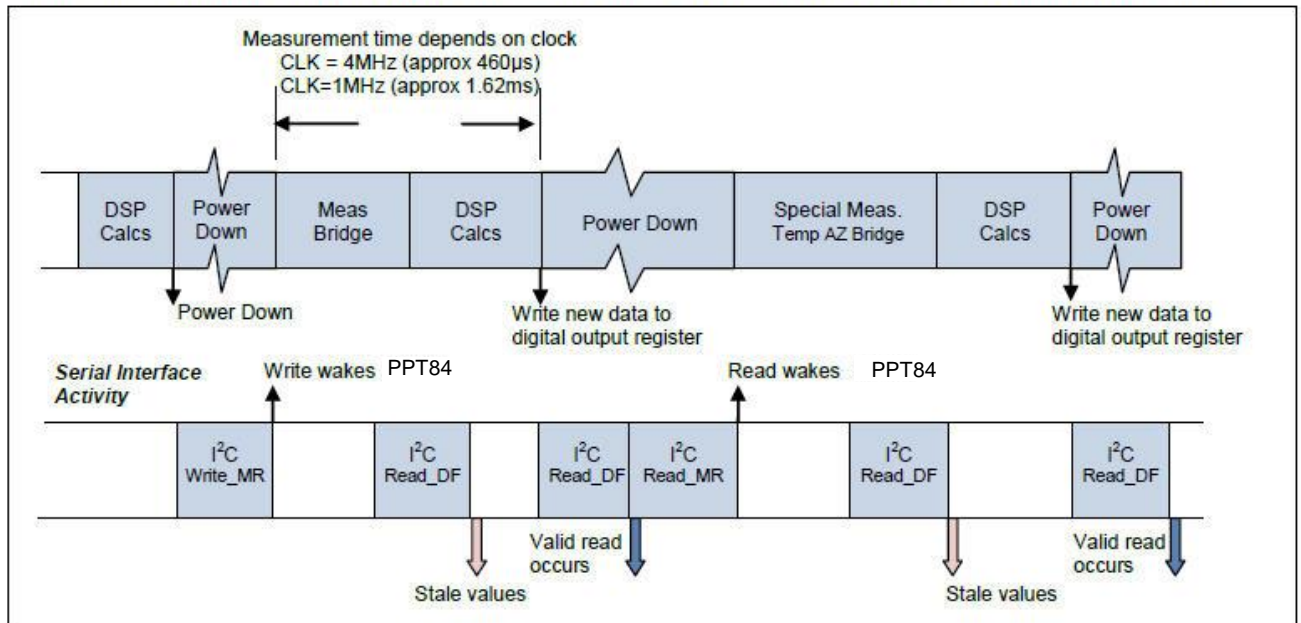 Measurement time depends on clock
CLK = 4MHz (approx 460µs)
CLK=1MHz (approx 1.62ms)
DSP
Calcs
Power
Down
Meas
Bridge
DSP
Calcs
Power Down
Special Meas.
Temp AZ Bridge
DSP
Calcs
Power
Down
Power Down
Write new data to
digital output register
Write new data to
digital output register
Serial Interface
Activity
Write wakes PPT84
Read wakes PPT84
I²C
Write_MR
I²C
Read_DF
I²C
Read_DF
I²C
Read_MR
I²C
Read_DF
I²C
Read_DF
Valid read
occurs
Valid read
occurs
Stale values
Stale values